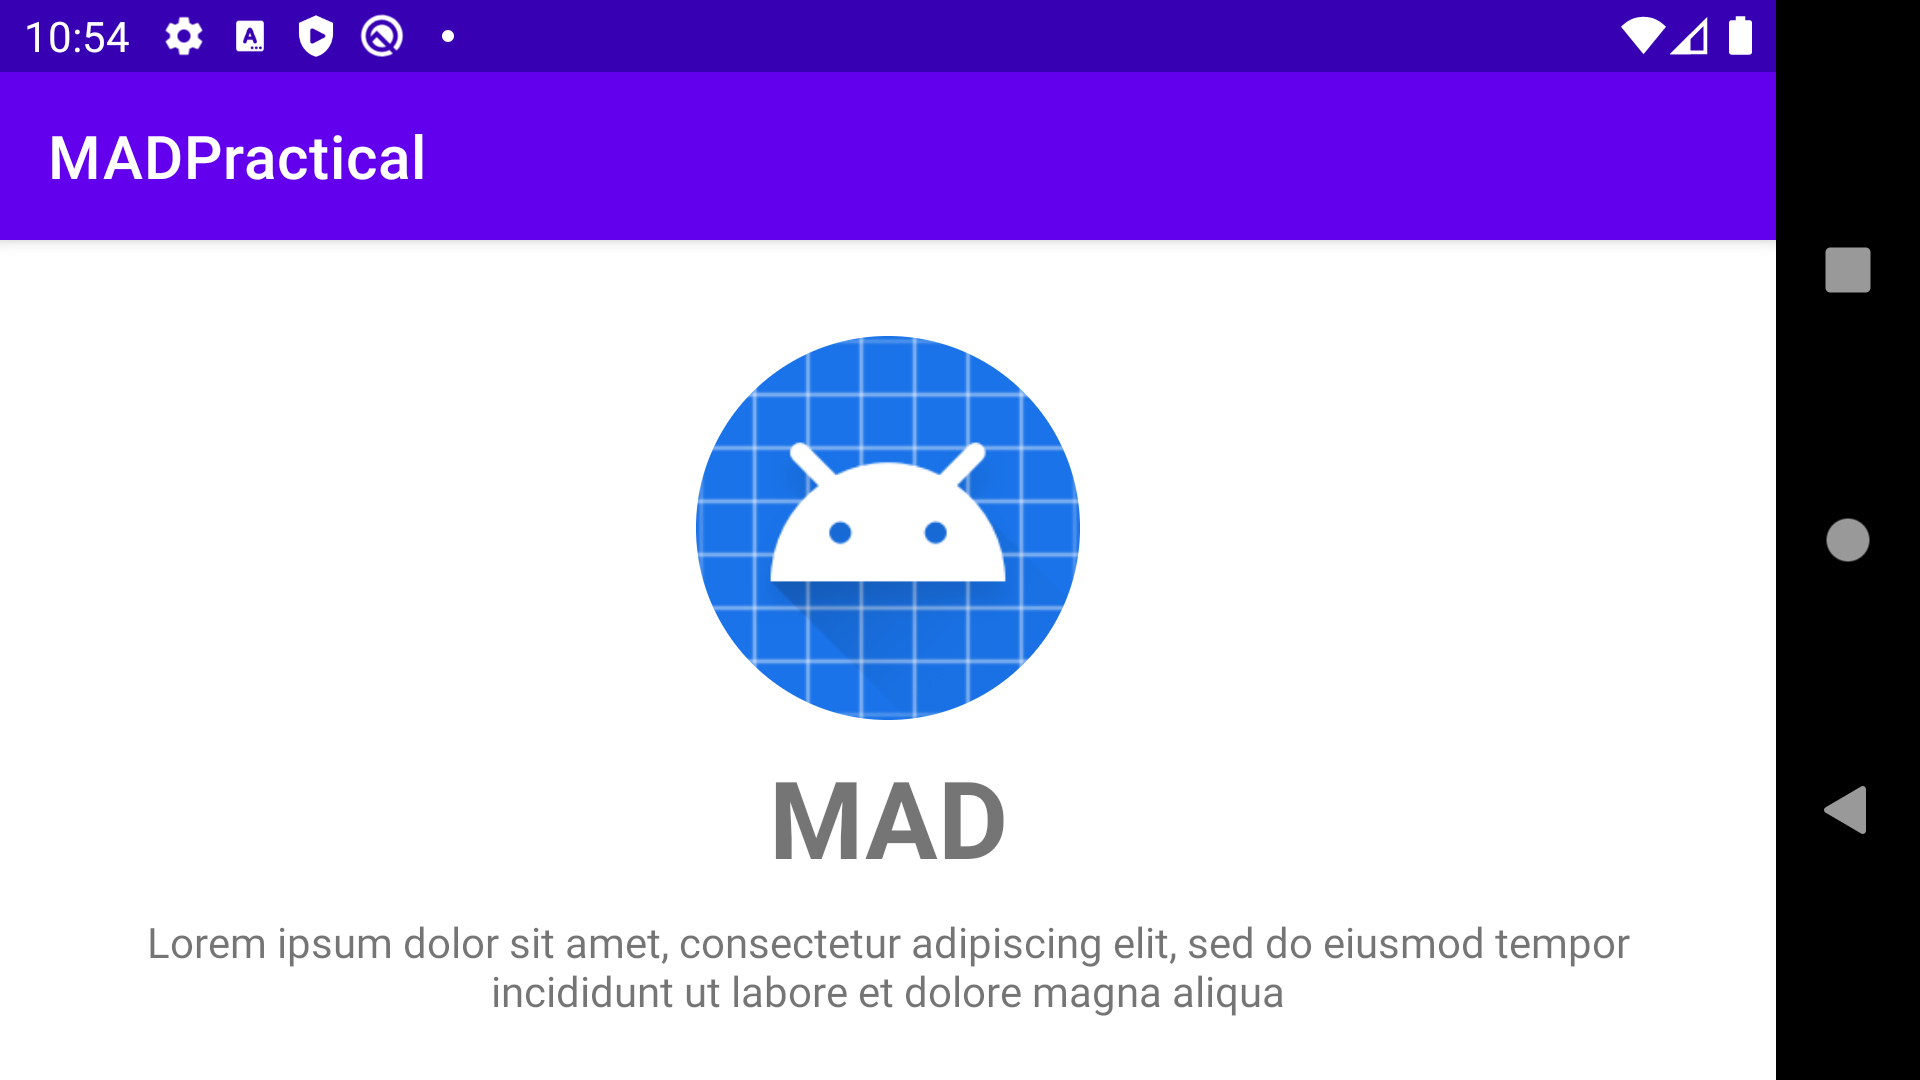 10:54
MADPractical
MAD
Lorem ipsum dolor sit amet, consectetur adipiscing elit, sed do eiusmod tempor
incididunt ut labore et dolore magna aliqua